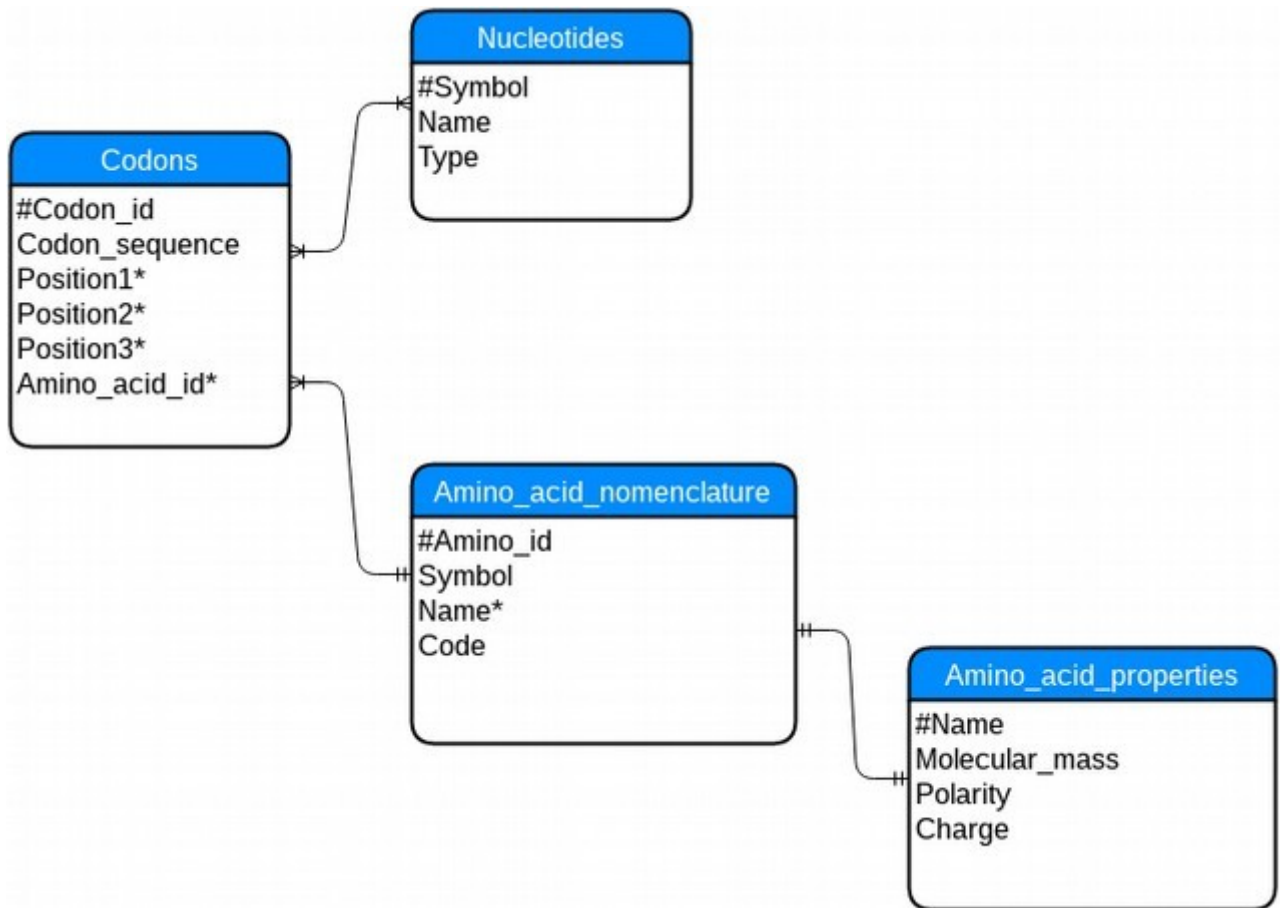 Nucleotides
#Symbol
Name
Type
Codons
#Codon_id
Codon_sequence
Position1*
Position2*
Position3*
Amino_acid_id*
Amino_acid_nomenclature
#Amino_id
Symbol
Name*
Code
Amino_acid_properties
#Name
Molecular_mass
Polarity
Charge